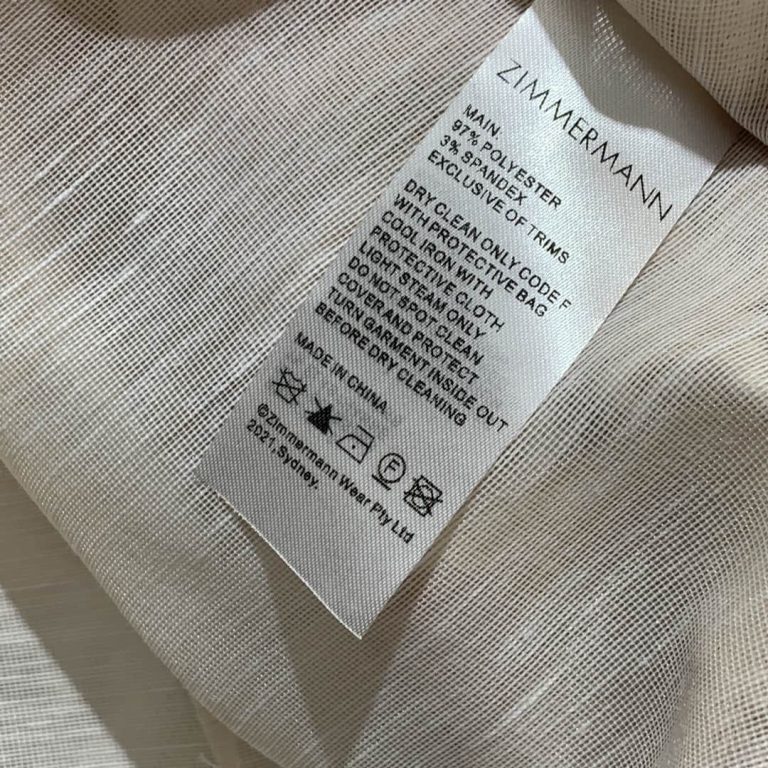 ZIMMERMANN
MAIN
97% POLYESTER
3% SPANDEX
EXCLUSIVE OF TRIMS
DRY CLEAN ONLY CODE F
WITH PROTECTIVE BAG
COOL IRON WITH
PROTECTIVE CLOTH
LIGHT STEAM ONLY
DO NOT SPOT CLEAN
COVER AND PROTECT
TURN GARMENT INSIDE OUT
BEFORE DRY CLEANING
MADE IN CHINA
F
©Zimmermann Wear Pty Ltd
2021, Sydney.